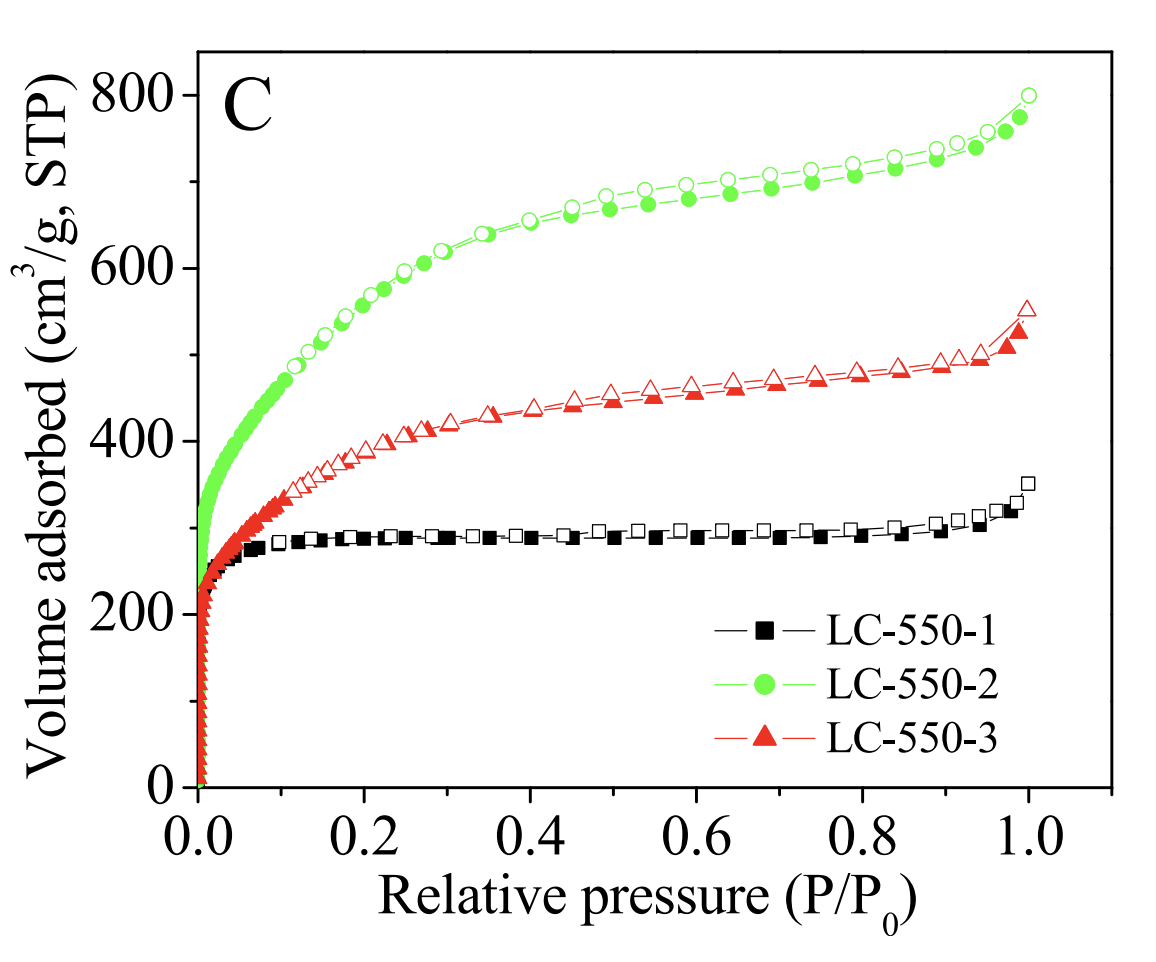 C
Volume adsorbed (cm³/g, STP)
800
600
400
200
0
LC-550-1
LC-550-2
LC-550-3
0.0 0.2 0.4 0.6 0.8 1.0
Relative pressure (P/P₀)